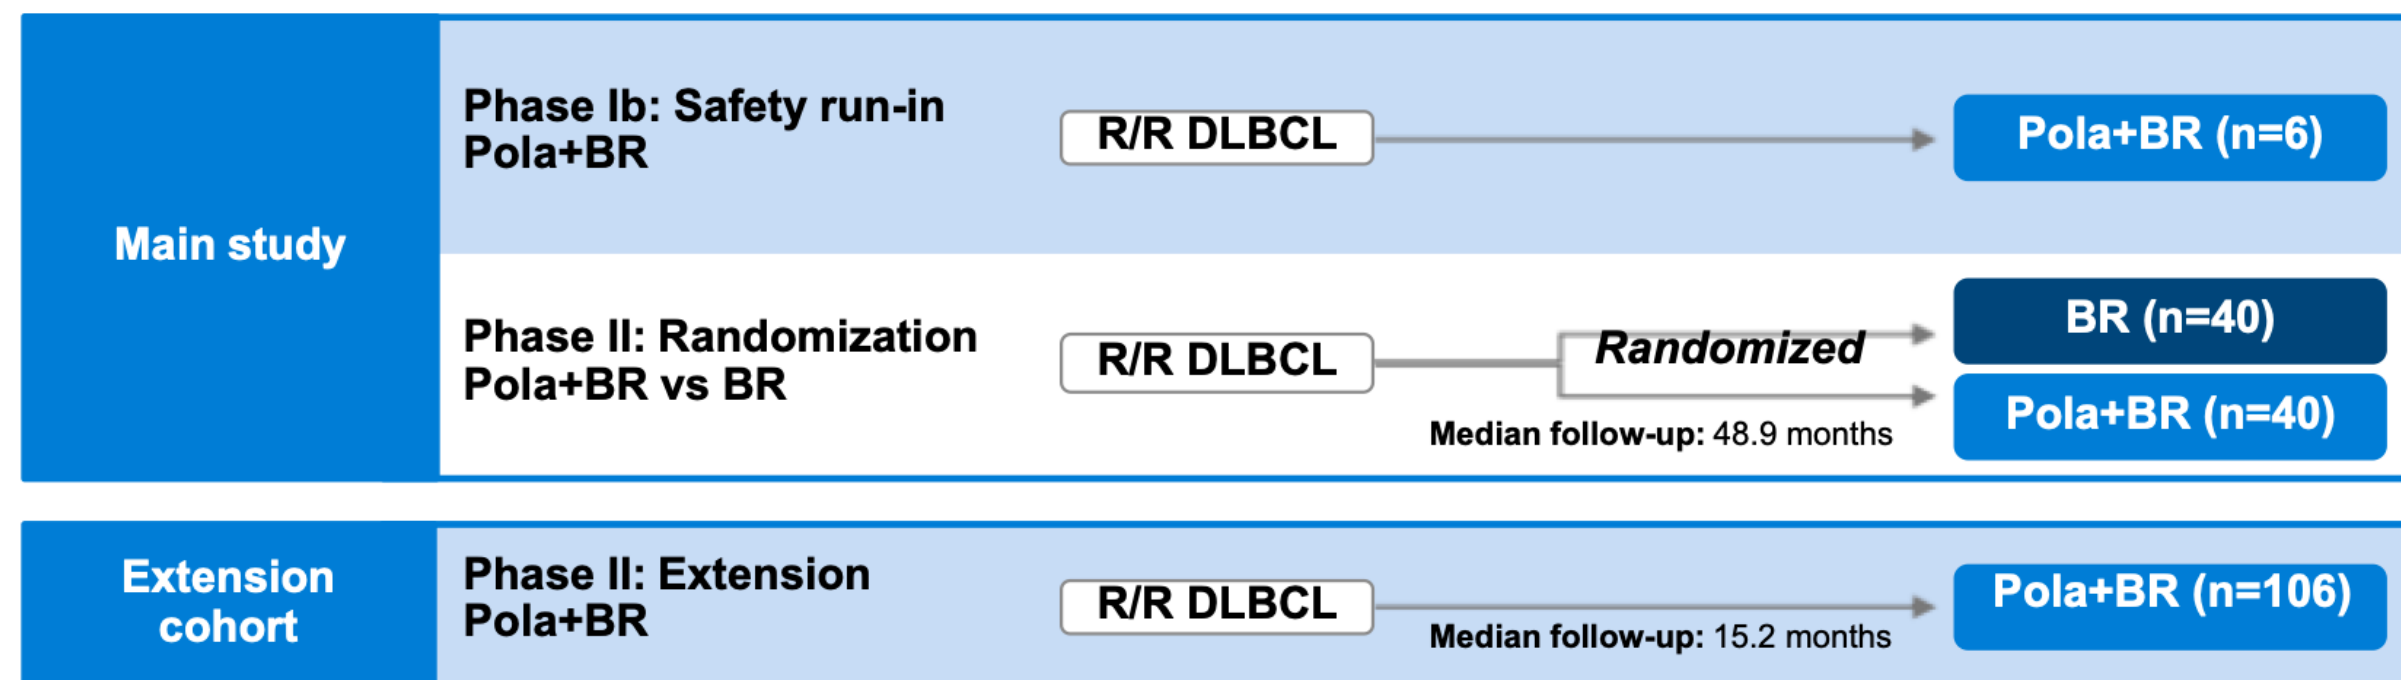 Main study
Phase Ib: Safety run-in
Pola+BR
R/R DLBCL
Pola+BR (n=6)
Phase II: Randomization
Pola+BR vs BR
R/R DLBCL
Randomized
Median follow-up: 48.9 months
BR (n=40)
Pola+BR (n=40)
Extension
cohort
Phase II: Extension
Pola+BR
R/R DLBCL
Median follow-up: 15.2 months
Pola+BR (n=106)